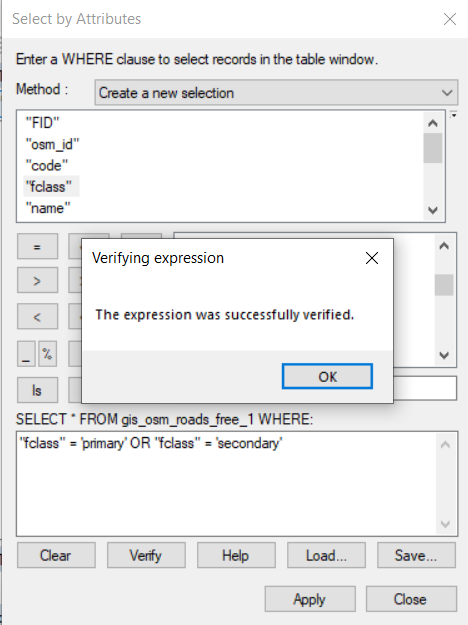 Select by Attributes
Enter a WHERE clause to select records in the table window.
Method :
Create a new selection
"FID"
"osm_id"
"code"
"fclass"
"name"
=
>
<
_
%
Is
Verifying expression
The expression was successfully verified.
OK
SELECT * FROM gis_osm_roads_free_1 WHERE:
"fclass" = 'primary' OR "fclass" = 'secondary'
Clear Verify Help Load... Save...
Apply Close